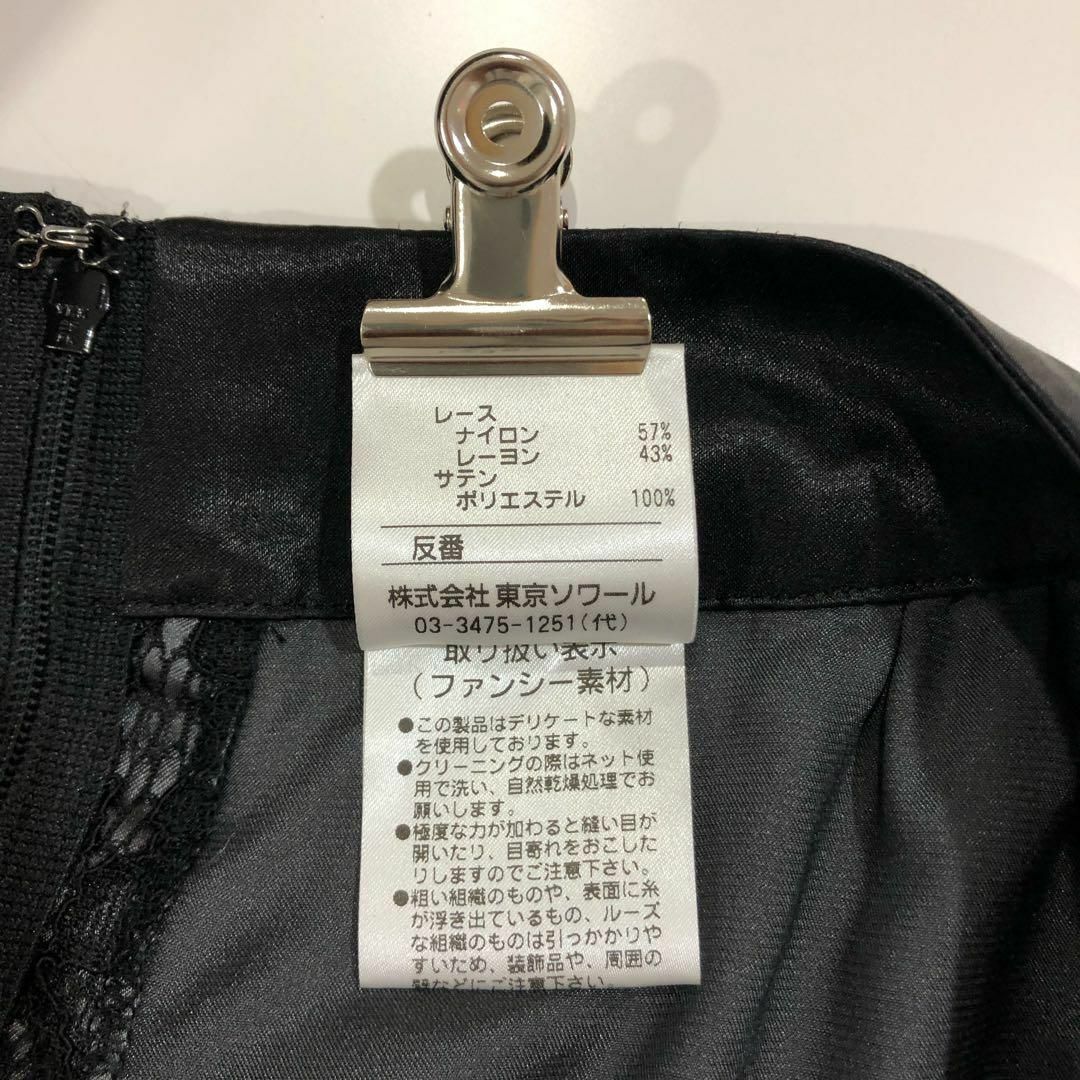 レース
ナイロン 57%
レーヨン 43%
サテン
ポリエステル 100%
反番
株式会社 東京ソワール
03-3475-1251(代)
取り扱い表示
(ファンシー素材)
●この製品はデリケートな素材
を使用しております。
●クリーニングの際はネット使
用で洗い、自然乾燥処理でお
願いします。
●極度な力が加わると縫い目が
開いたり、目寄れをおこした
りしますのでご注意下さい。
●粗い組織のものや、表面に糸
が浮き出ているもの、ルーズ
な組織のものは引っかかりや
すいため、装飾品や、周囲の
などにご注意下さい。